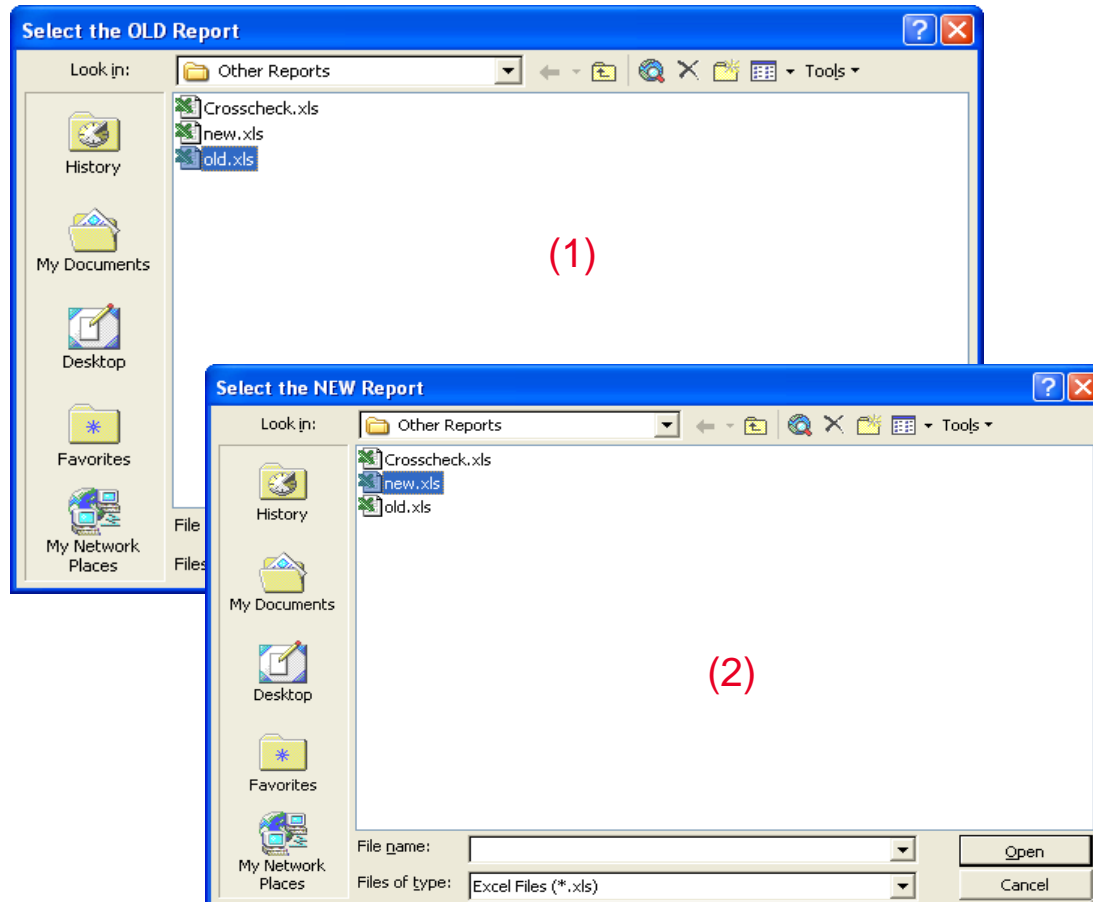 Select the OLD Report
Look in:
Other Reports
Tools
Crosscheck.xls
new.xls
old.xls
History
My Documents
Desktop
Favorites
My Network
Places
File
Files
(1)
Select the NEW Report
Look in:
Other Reports
Tools
Crosscheck.xls
new.xls
old.xls
History
My Documents
Desktop
Favorites
My Network
Places
(2)
File name:
Open
Files of type:
Excel Files (*.xls)
Cancel